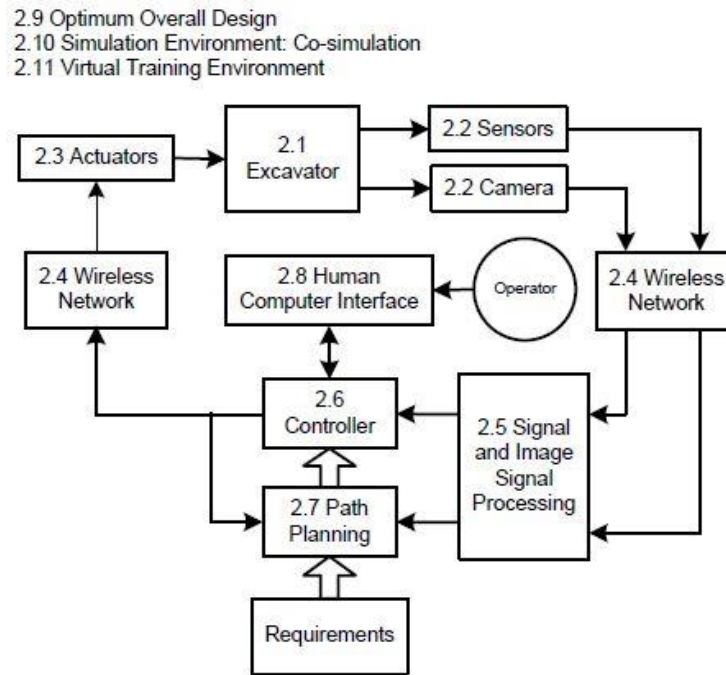 2.9 Optimum Overall Design
2.10 Simulation Environment: Co-simulation
2.11 Virtual Training Environment
2.3 Actuators
2.1
Excavator
2.2 Sensors
2.2 Camera
2.4 Wireless
Network
2.8 Human
Computer Interface
Operator
2.4 Wireless
Network
2.6
Controller
2.5 Signal
and Image
Signal
Processing
2.7 Path
Planning
Requirements